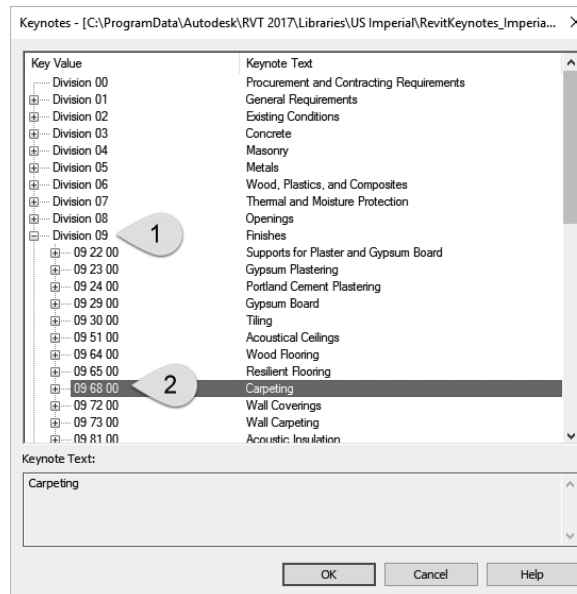 Keynotes - [C:\ProgramData\Autodesk\RVT 2017\Libraries\US Imperial\RevitKeynotes_Imperia...
Key Value Keynote Text
Division 00 Procurement and Contracting Requirements
Division 01 General Requirements
Division 02 Existing Conditions
Division 03 Concrete
Division 04 Masonry
Division 05 Metals
Division 06 Wood, Plastics, and Composites
Division 07 Thermal and Moisture Protection
Division 08 Openings
Division 09 1 Finishes
09 22 00 Supports for Plaster and Gypsum Board
09 23 00 Gypsum Plastering
09 24 00 Portland Cement Plastering
09 29 00 Gypsum Board
09 30 00 Tiling
09 51 00 Acoustical Ceilings
09 64 00 Wood Flooring
09 65 00 Resilient Flooring
09 68 00 2 Carpeting
09 72 00 Wall Coverings
09 73 00 Wall Carpeting
09 81 00 Acoustic Insulation
Keynote Text:
Carpeting
OK Cancel Help